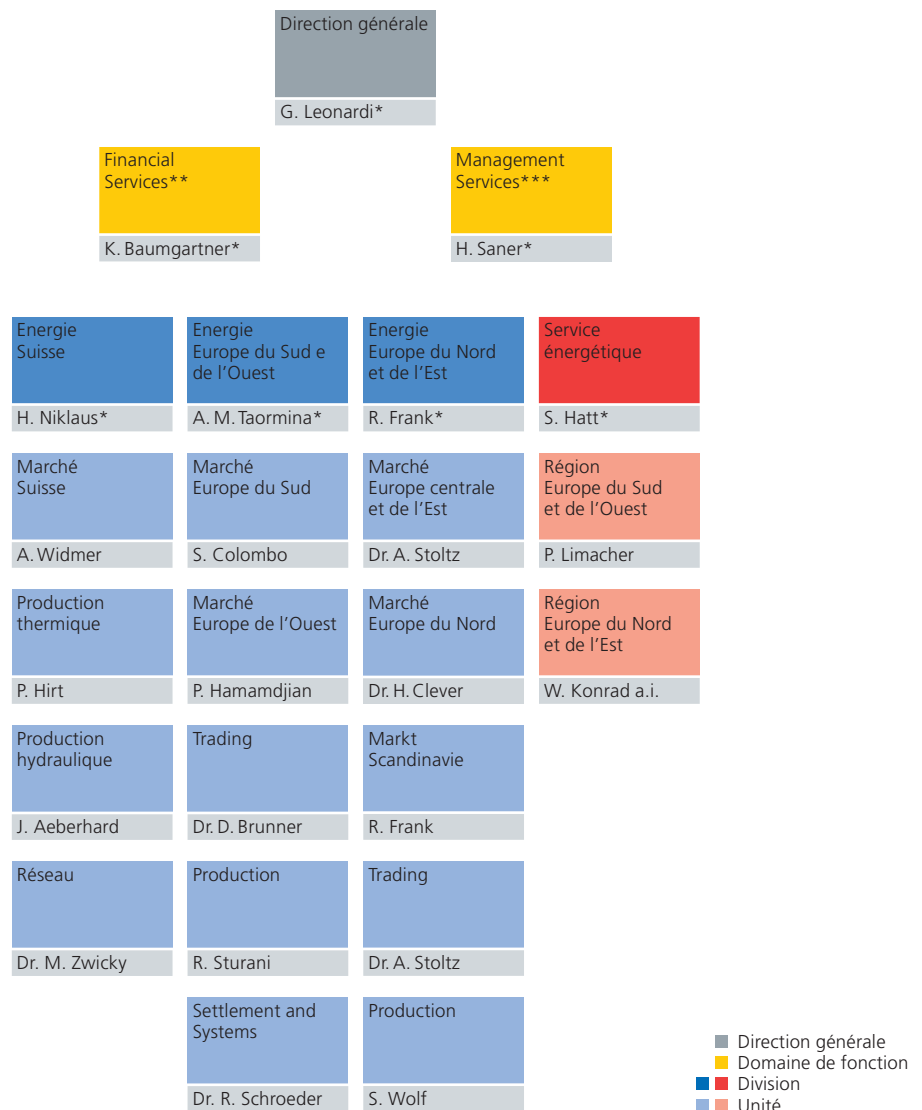 Direction générale
G. Leonardi*
Financial
Services**
K. Baumgartner*
Management
Services***
H. Saner*
Energie
Suisse
H. Niklaus*
Energie
Europe du Sud e
de l'Ouest
A. M. Taormina*
Energie
Europe du Nord
et de l'Est
R. Frank*
Service
énergétique
S. Hatt*
Marché
Suisse
A. Widmer
Marché
Europe du Sud
S. Colombo
Marché
Europe centrale
et de l'Est
Dr. A. Stoltz
Région
Europe du Sud
et de l'Ouest
P. Limacher
Production
thermique
P. Hirt
Marché
Europe de l'Ouest
P. Hamamdjian
Marché
Europe du Nord
Dr. H. Clever
Région
Europe du Nord
et de l'Est
W. Konrad a.i.
Production
hydraulique
J. Aeberhard
Trading
Dr. D. Brunner
Markt
Scandinavie
R. Frank
Réseau
Dr. M. Zwicky
Production
R. Sturani
Trading
Dr. A. Stoltz
Settlement and
Systems
Dr. R. Schroeder
Production
S. Wolf
Direction générale
Domaine de fonction
Division
Unité